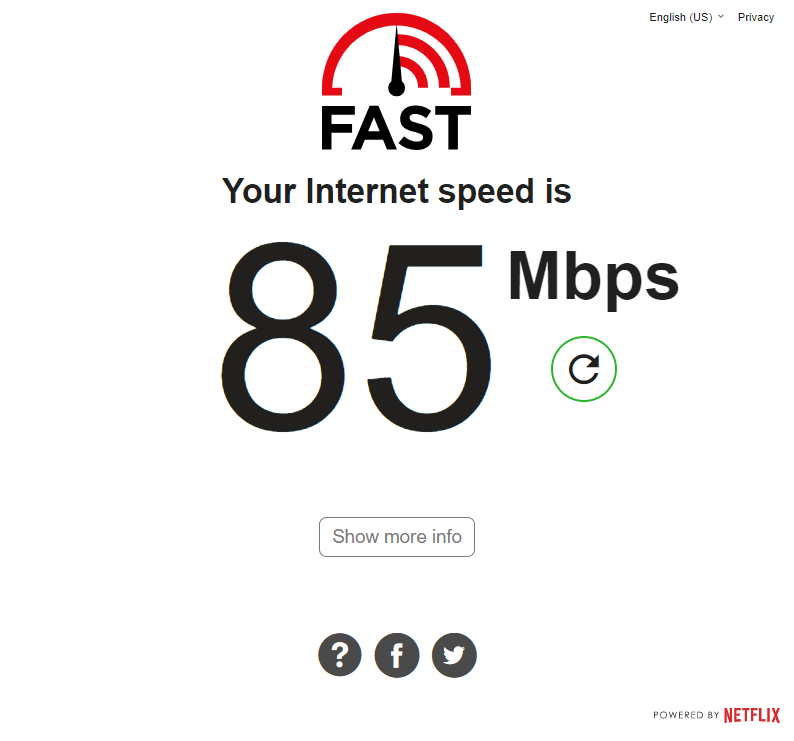 English (US) Privacy
FAST
Your Internet speed is
85 Mbps
Show more info
?
f
POWERED BY NETFLIX